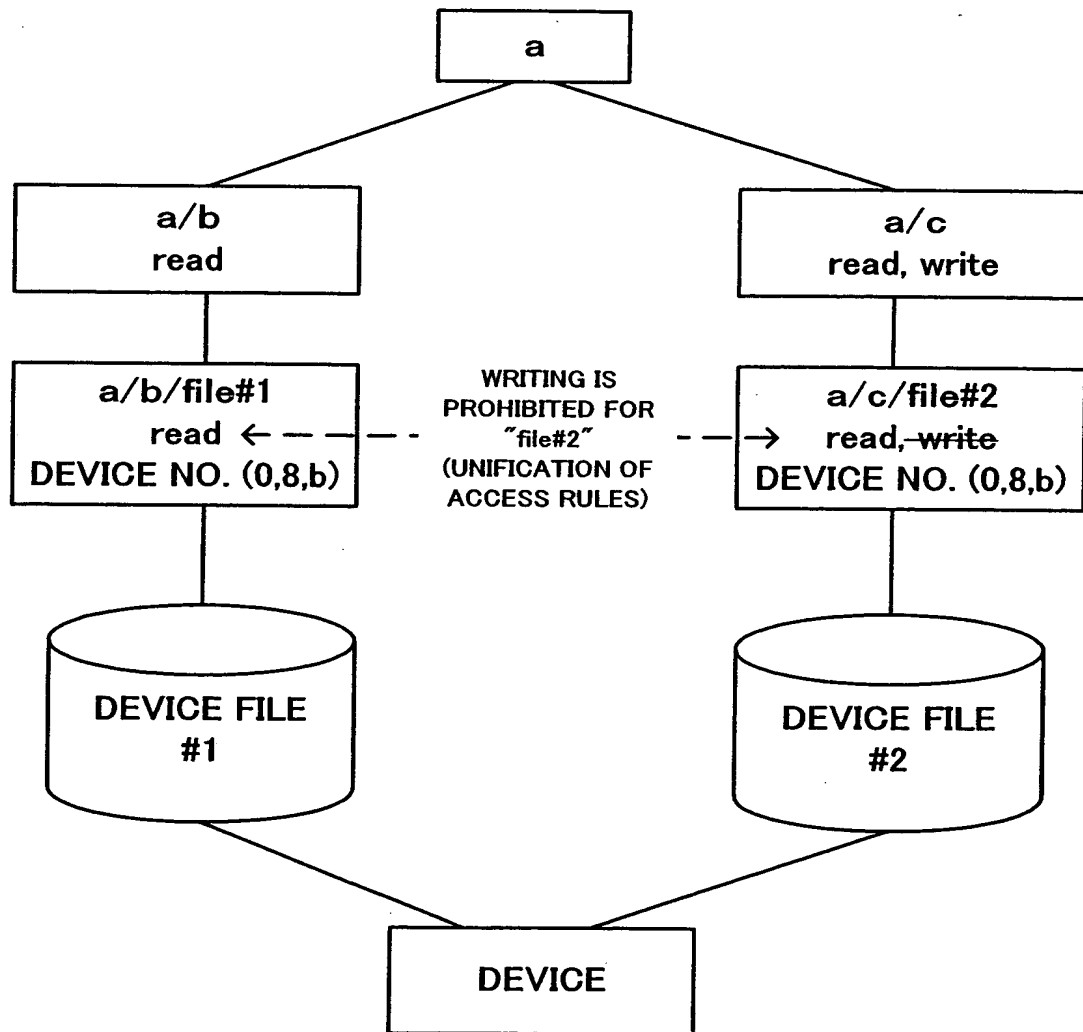 a
a/b
read
a/c
read, write
a/b/file#1
read
DEVICE NO. (0,8,b)
WRITING IS
PROHIBITED FOR
"file#2"
(UNIFICATION OF
ACCESS RULES)
a/c/file#2
read, write
DEVICE NO. (0,8,b)
DEVICE FILE
#1
DEVICE FILE
#2
DEVICE